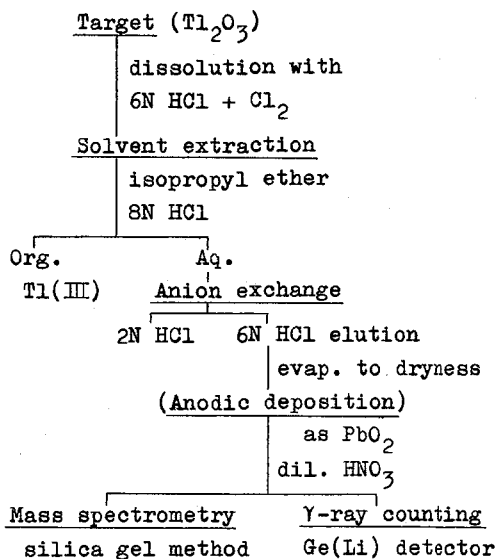 Target (Tl₂O₃)
dissolution with
6N HCl + Cl₂
Solvent extraction
isopropyl ether
8N HCl
Org. Aq.
Tl(III) Anion exchange
2N HCl 6N HCl elution
evap. to dryness
(Anodic deposition)
as PbO₂
dil. HNO₃
Mass spectrometry γ-ray counting
silica gel method Ge(Li) detector